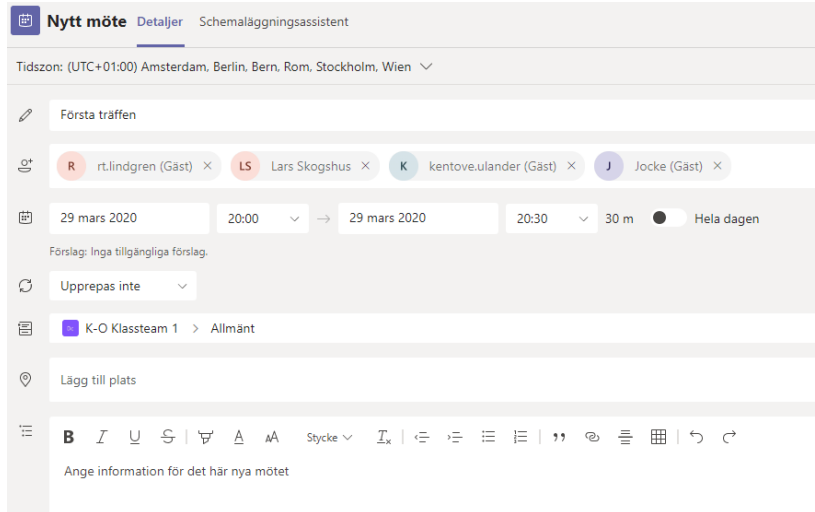 Nytt möte Detaljer Schemaläggningsassistent
Tidszon: (UTC+01:00) Amsterdam, Berlin, Bern, Rom, Stockholm, Wien
Första träffen
R rt.lindgren (Gäst) LS Lars Skogshus K kentove.ulander (Gäst) J Jocke (Gäst)
29 mars 2020 20:00 → 29 mars 2020 20:30 30 m Hela dagen
Förslag: Inga tillgängliga förslag.
Upprepas inte
K-O Klassteam 1 > Allmänt
Lägg till plats
B I U S A AA Stycke Tx
Ange information för det här nya mötet